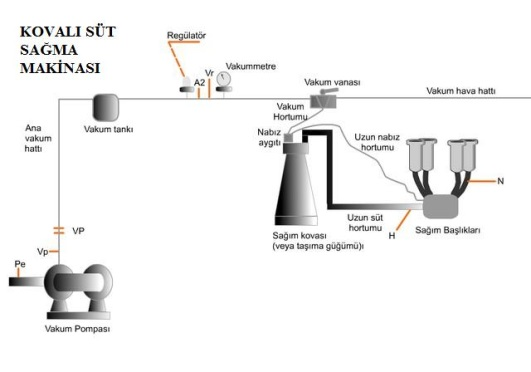 KOVALI SÜT
SAĞMA
MAKİNASI
Regülatör
Vr
Vakummetre
A2
Vakum vanası
Vakum hava hattı
Vakum tankı
Vakum
Hortumu
Ana
vakum
hattı
Nabız
aygıtı
Uzun nabız
hortumu
N
Uzun süt
hortumu
H
Sağım Başlıkları
Sağım kovası
(veya taşıma güğümü)ı
VP
Vp
Pe
Vakum Pompası